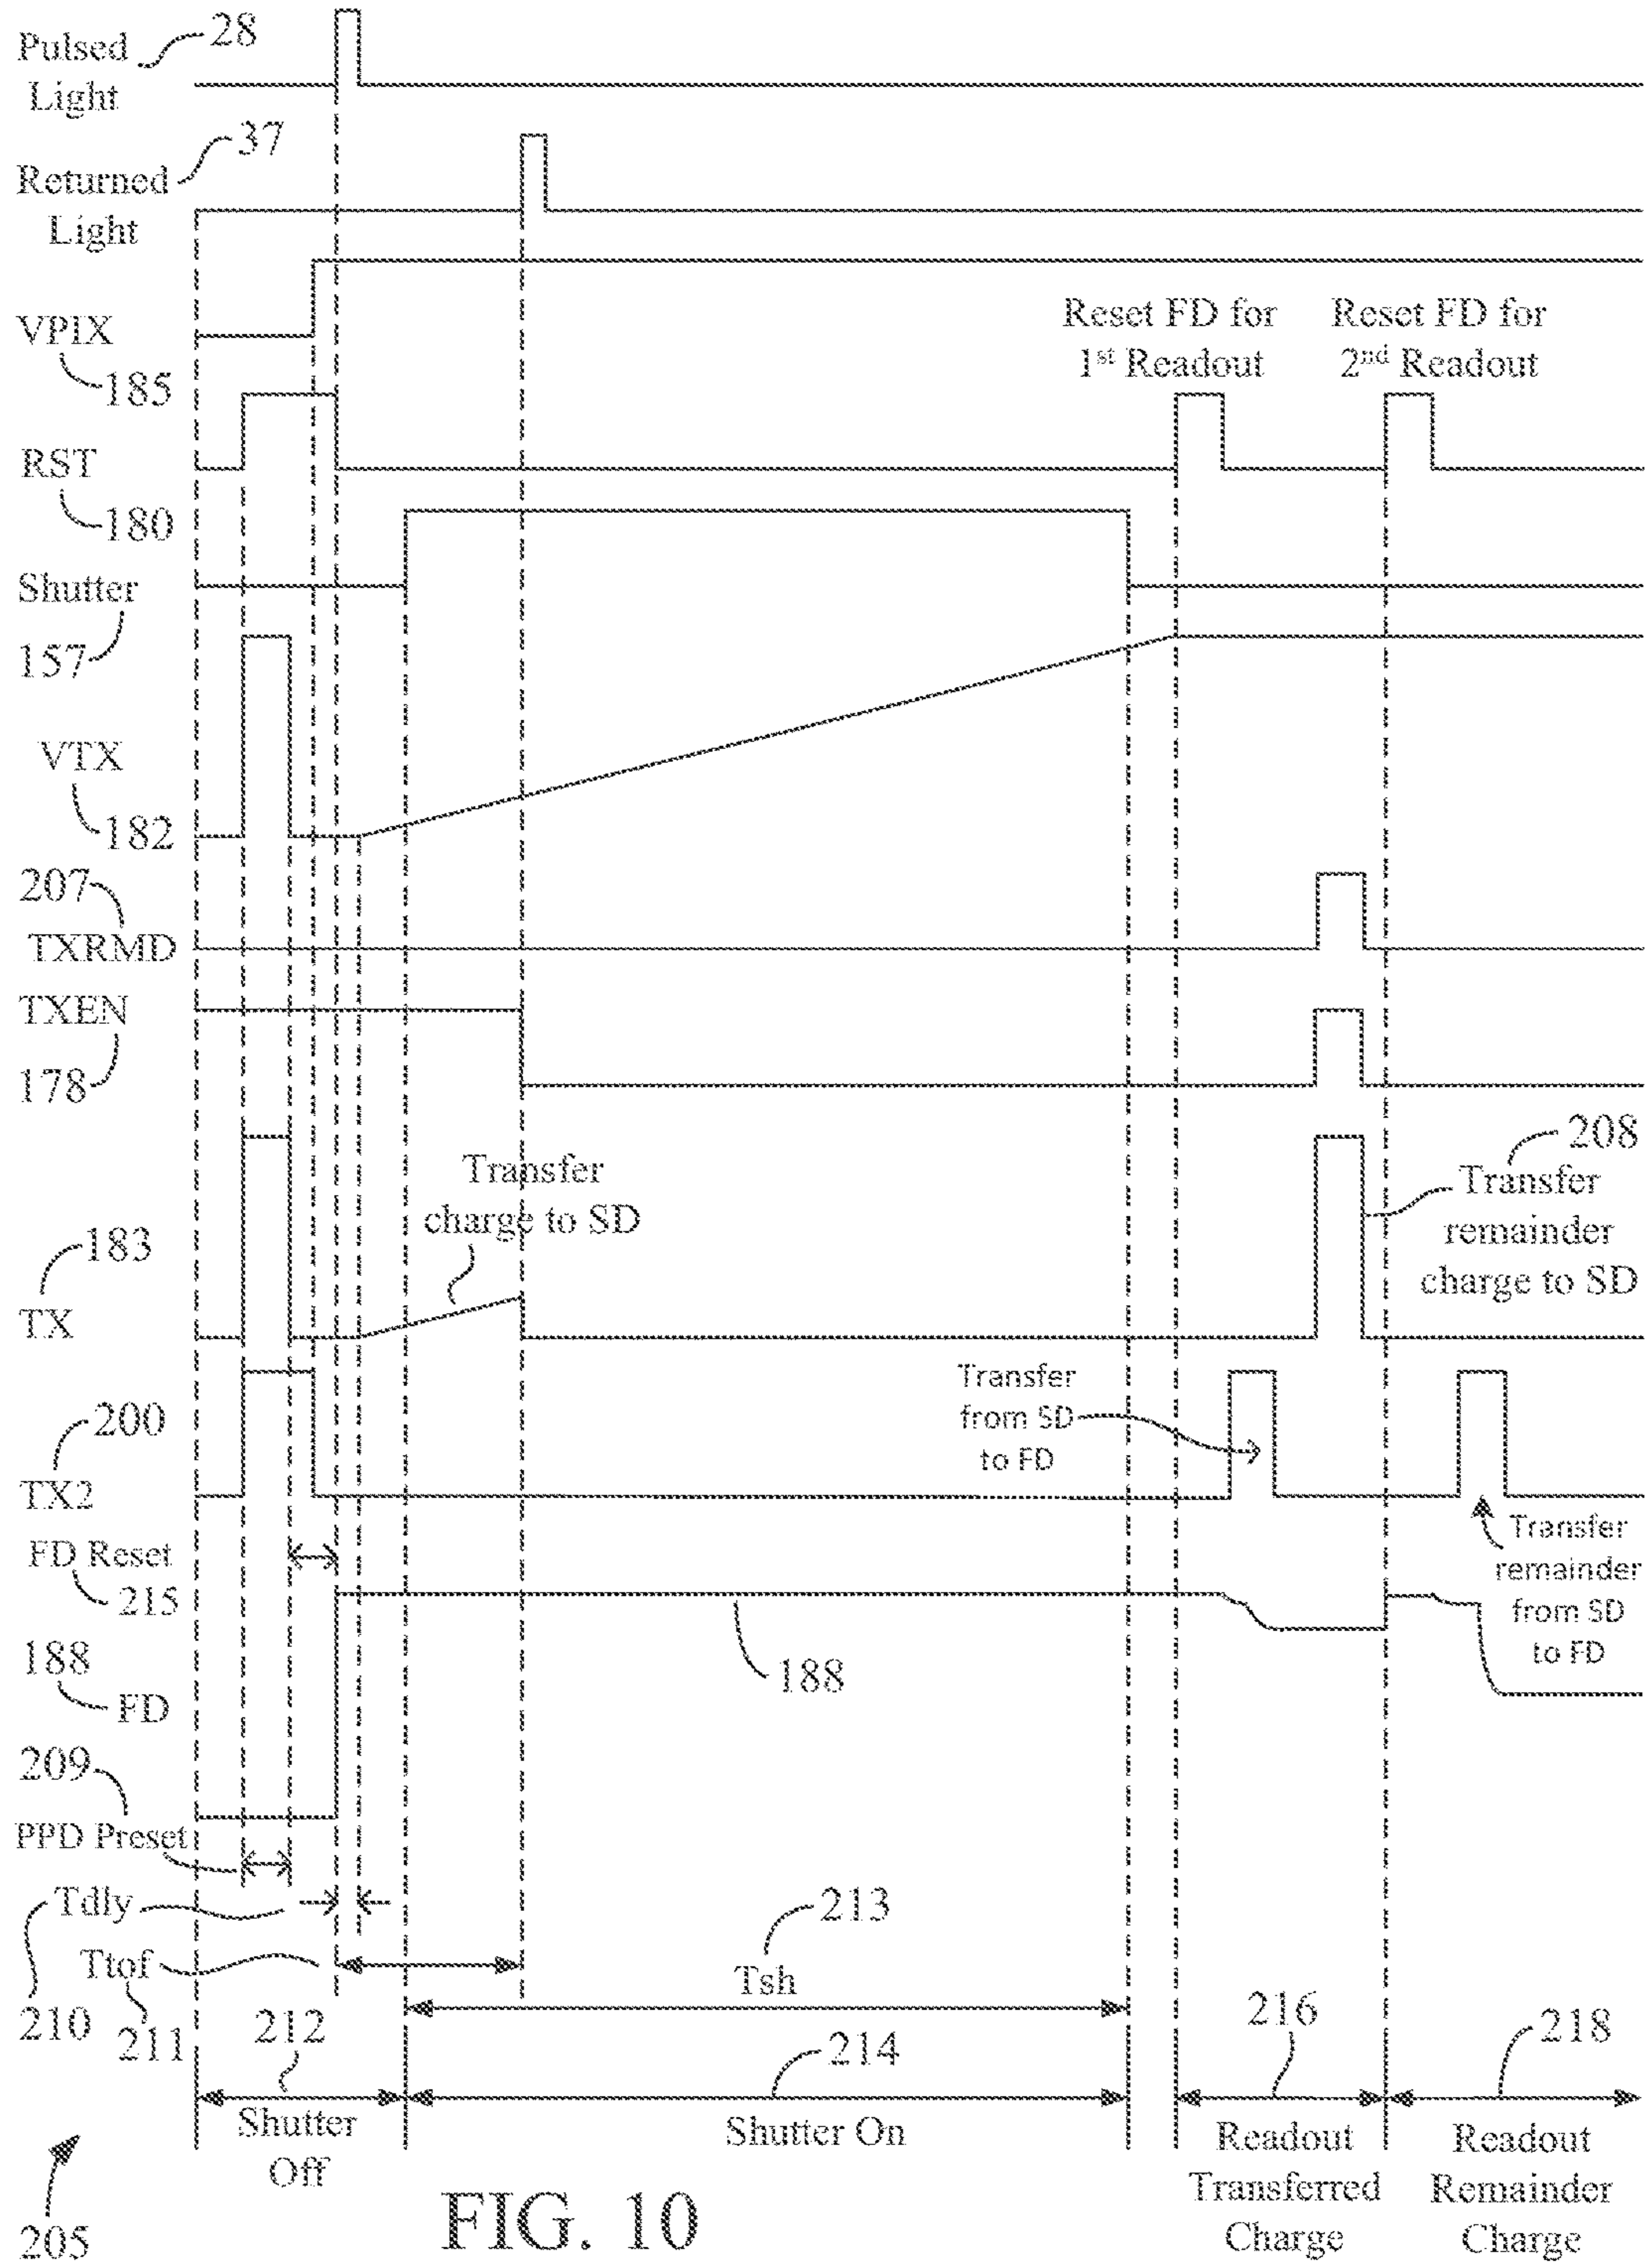 Pulsed
Light
28
Returned
Light
37
VPIX
185
Reset FD for
1st Readout
Reset FD for
2nd Readout
RST
180
Shutter
157
VTX
182
207
TXRMD
TXEN
178
208
Transfer
remainder
charge to SD
Transfer
charge to SD
183
TX
Transfer
from SD
to FD
200
TX2
Transfer
remainder
from SD
to FD
FD Reset
215
188
188
FD
209
PPD Preset
Tdly
213
Ttof
Tsh
210
211
212
214
216
218
Shutter
Off
Shutter On
Readout
Transferred
Charge
Readout
Remainder
Charge
205
FIG. 10